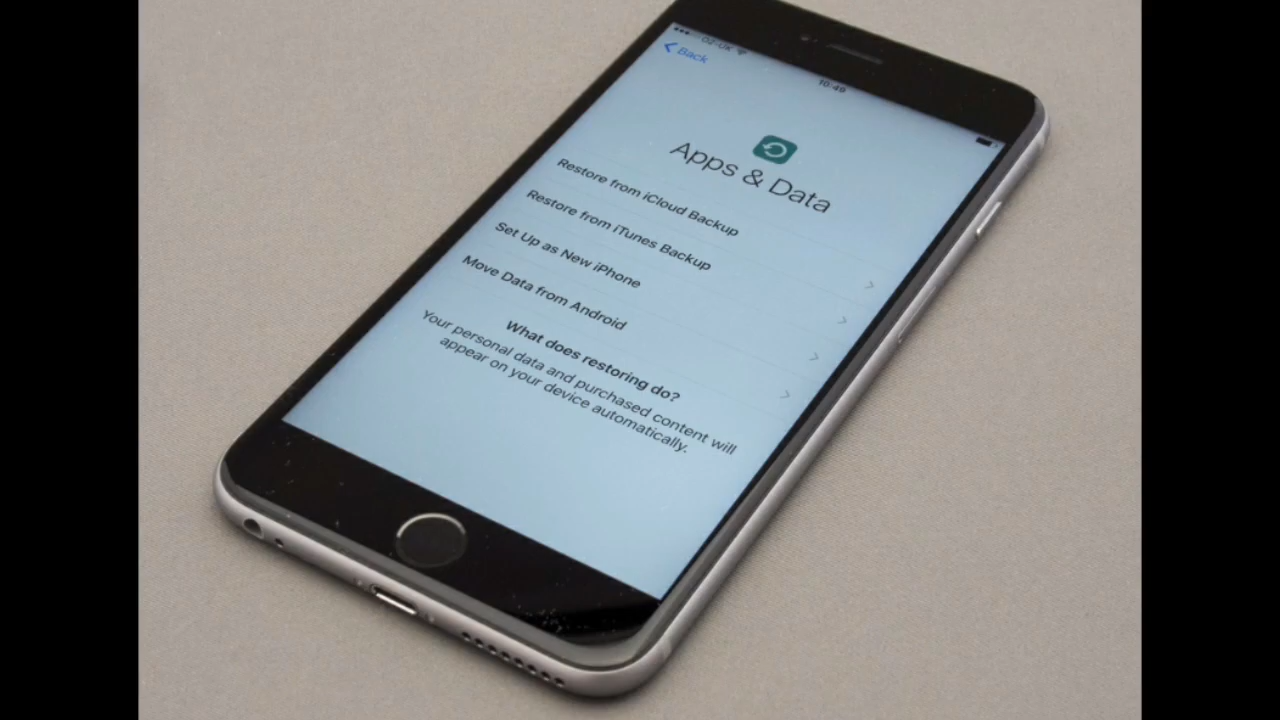 O2-UK
Back
10:49
Apps & Data
Restore from iCloud Backup
Restore from iTunes Backup
Set Up as New iPhone
Move Data from Android
What does restoring do?
Your personal data and purchased content will
appear on your device automatically.